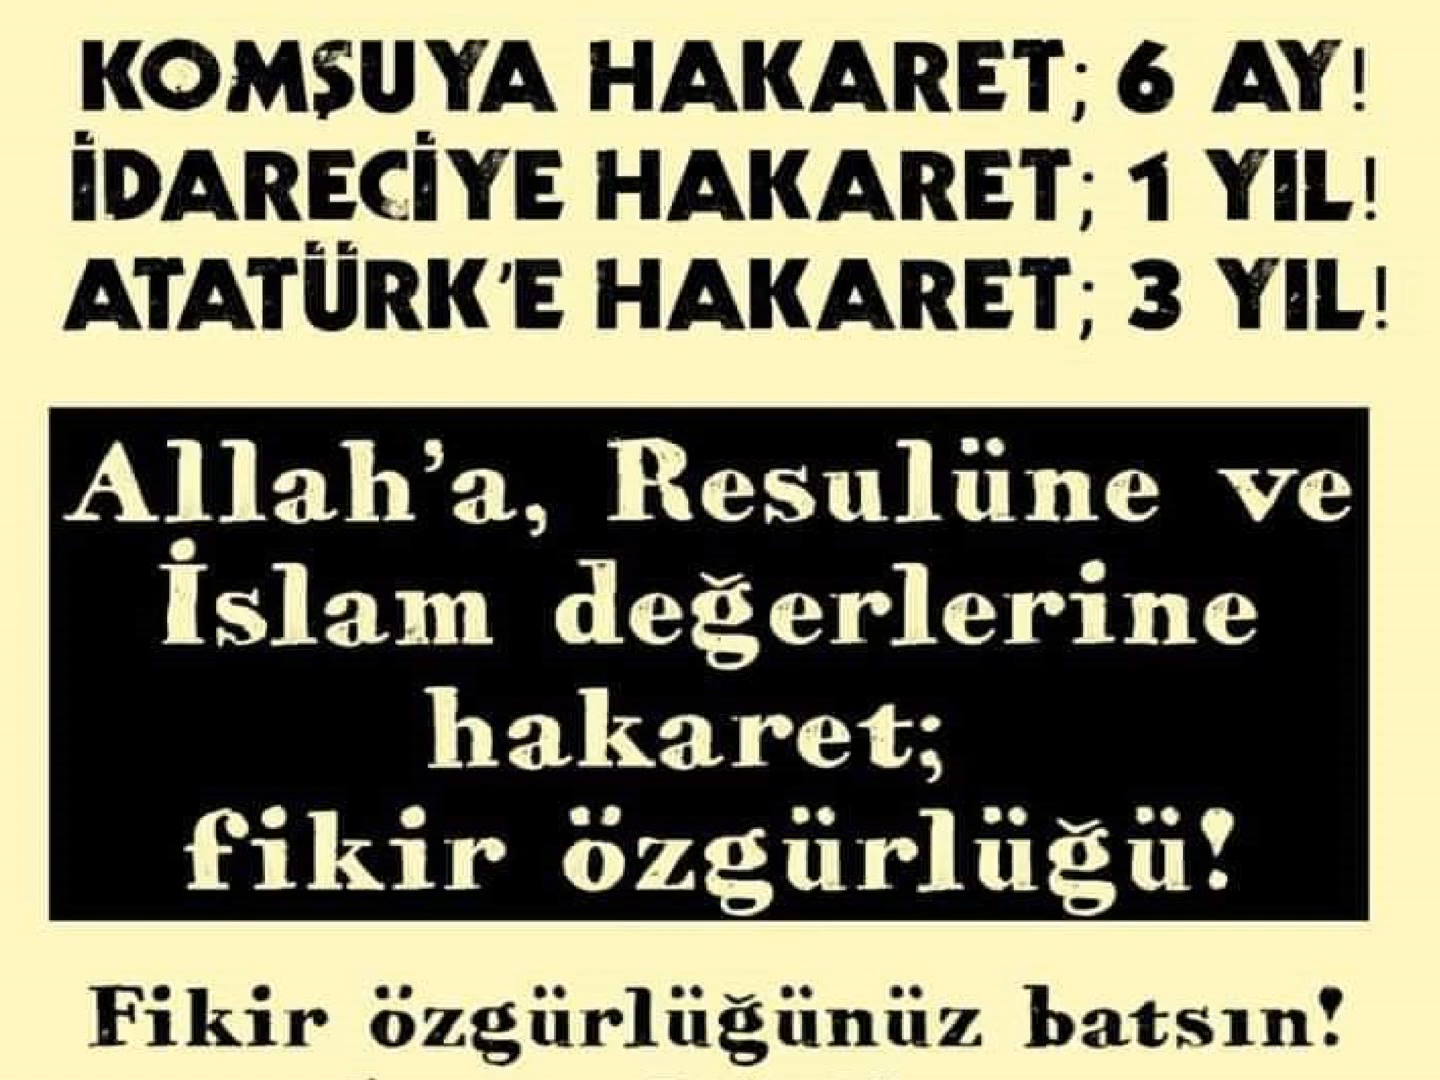 KOMŞUYA HAKARET; 6 AY!
İDARECİYE HAKARET; 1 YIL!
ATATÜRK'E HAKARET; 3 YIL!
Allah'a, Resulüne ve
İslam değerlerine
hakaret;
fikir özgürlüğü!
Fikir özgürlüğünüz batsın!